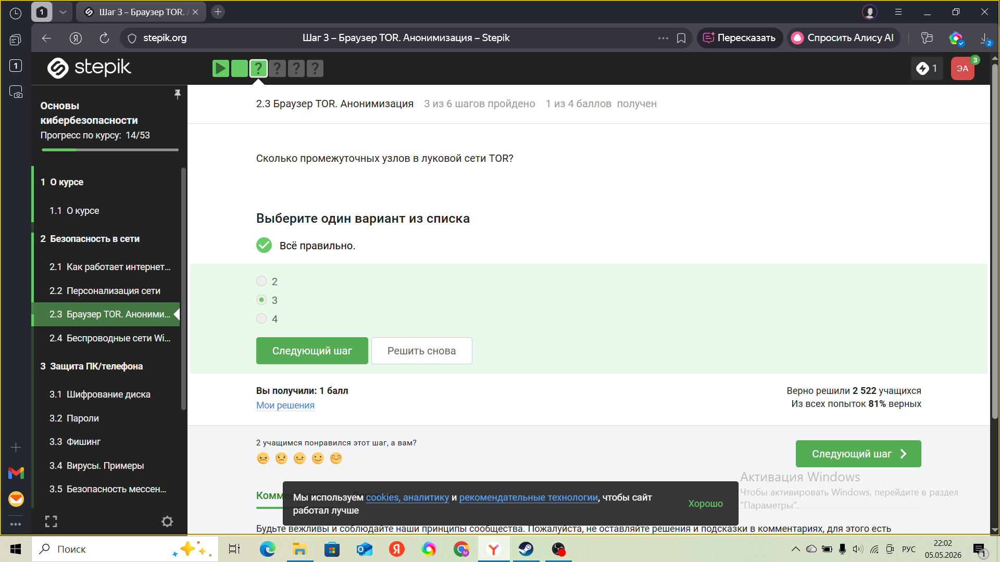 1
Шаг 3 – Браузер TOR. А
stepik.org
Шаг 3 – Браузер TOR. Анонимизация – Stepik
Пересказать
Спросить Алису AI
2
1
stepik
? ? ? ?
1
ЭА
3
Основы
кибербезопасности
Прогресс по курсу: 14/53
1 О курсе
1.1 О курсе
2 Безопасность в сети
2.1 Как работает интернет...
2.2 Персонализация сети
2.3 Браузер TOR. Аноними...
2.4 Беспроводные сети Wi...
3 Защита ПК/телефона
3.1 Шифрование диска
3.2 Пароли
3.3 Фишинг
3.4 Вирусы. Примеры
3.5 Безопасность мессен...
2.3 Браузер TOR. Анонимизация 3 из 6 шагов пройдено 1 из 4 баллов получен
Сколько промежуточных узлов в луковой сети TOR?
Выберите один вариант из списка
Всё правильно.
2
3
4
Следующий шаг
Решить снова
Вы получили: 1 балл
Мои решения
Верно решили 2 522 учащихся
Из всех попыток 81% верных
2 учащимся понравился этот шаг, а вам?
Следующий шаг
Активация Windows
Чтобы активировать Windows, перейдите в раздел
"Параметры".
Мы используем cookies, аналитику и рекомендательные технологии, чтобы сайт
работал лучше
Хорошо
Будьте вежливы и соблюдайте наши принципы сообщества. Пожалуйста, не оставляйте решения и подсказки в комментариях, для этого есть
Поиск
РУС
22:02
05.05.2026
1